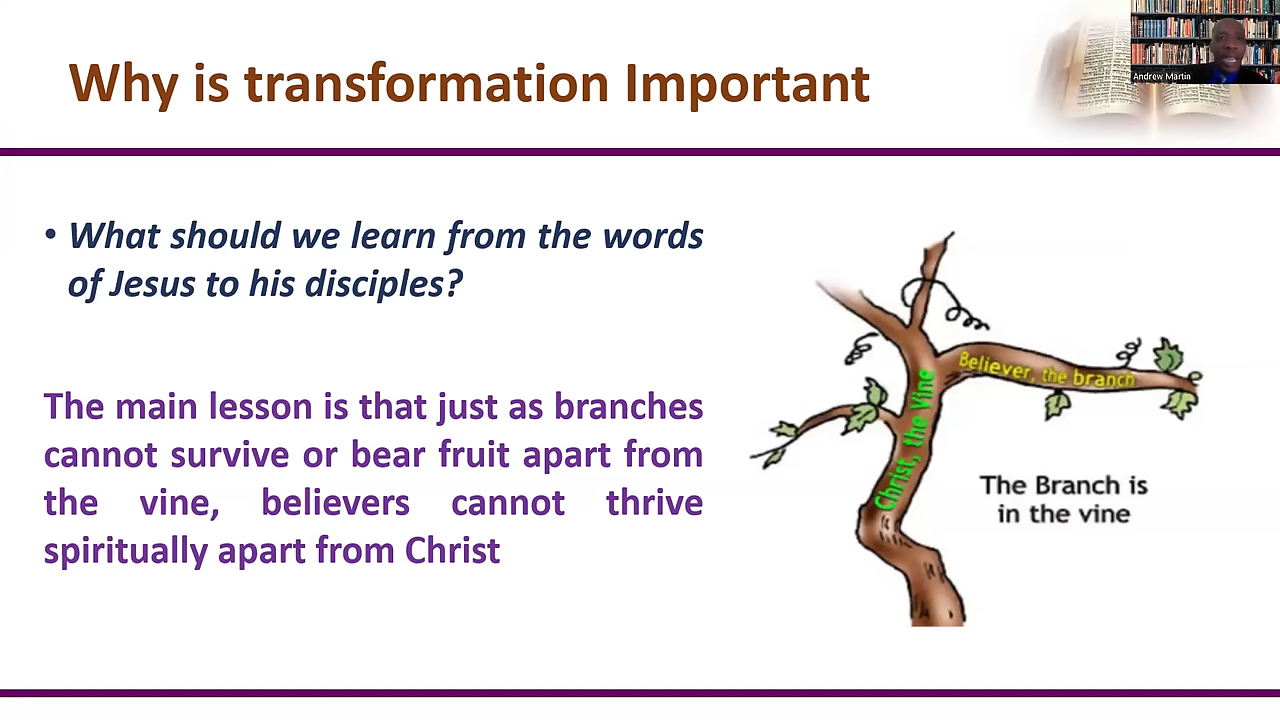 Why is transformation Important
Andrew Martin
• What should we learn from the words
of Jesus to his disciples?
The main lesson is that just as branches
cannot survive or bear fruit apart from
the vine, believers cannot thrive
spiritually apart from Christ
Believer, the branch
Christ, the Vine
The Branch is
in the vine